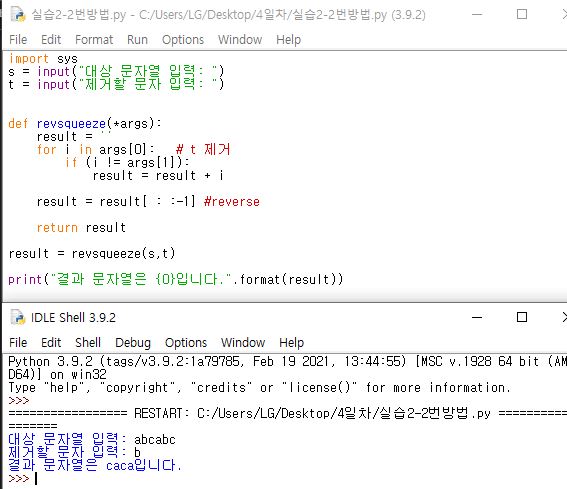 실습2-2번방법.py - C:/Users/LG/Desktop/4일차/실습2-2번방법.py (3.9.2)
File Edit Format Run Options Window Help
import sys
s = input("대상 문자열 입력: ")
t = input("제거할 문자 입력: ")
def revsqueeze(*args):
result = ''
for i in args[0]: # t 제거
if (i != args[1]):
result = result + i
result = result[ : :-1] #reverse
return result
result = revsqueeze(s,t)
print("결과 문자열은 {0}입니다.".format(result))
IDLE Shell 3.9.2
File Edit Shell Debug Options Window Help
Python 3.9.2 (tags/v3.9.2:1a79785, Feb 19 2021, 13:44:55) [MSC v.1928 64 bit (AM
D64)] on win32
Type "help", "copyright", "credits" or "license()" for more information.
>>>
================= RESTART: C:/Users/LG/Desktop/4일차/실습2-2번방법.py ==========
=======
대상 문자열 입력: abcabc
제거할 문자 입력: b
결과 문자열은 caca입니다.
>>>